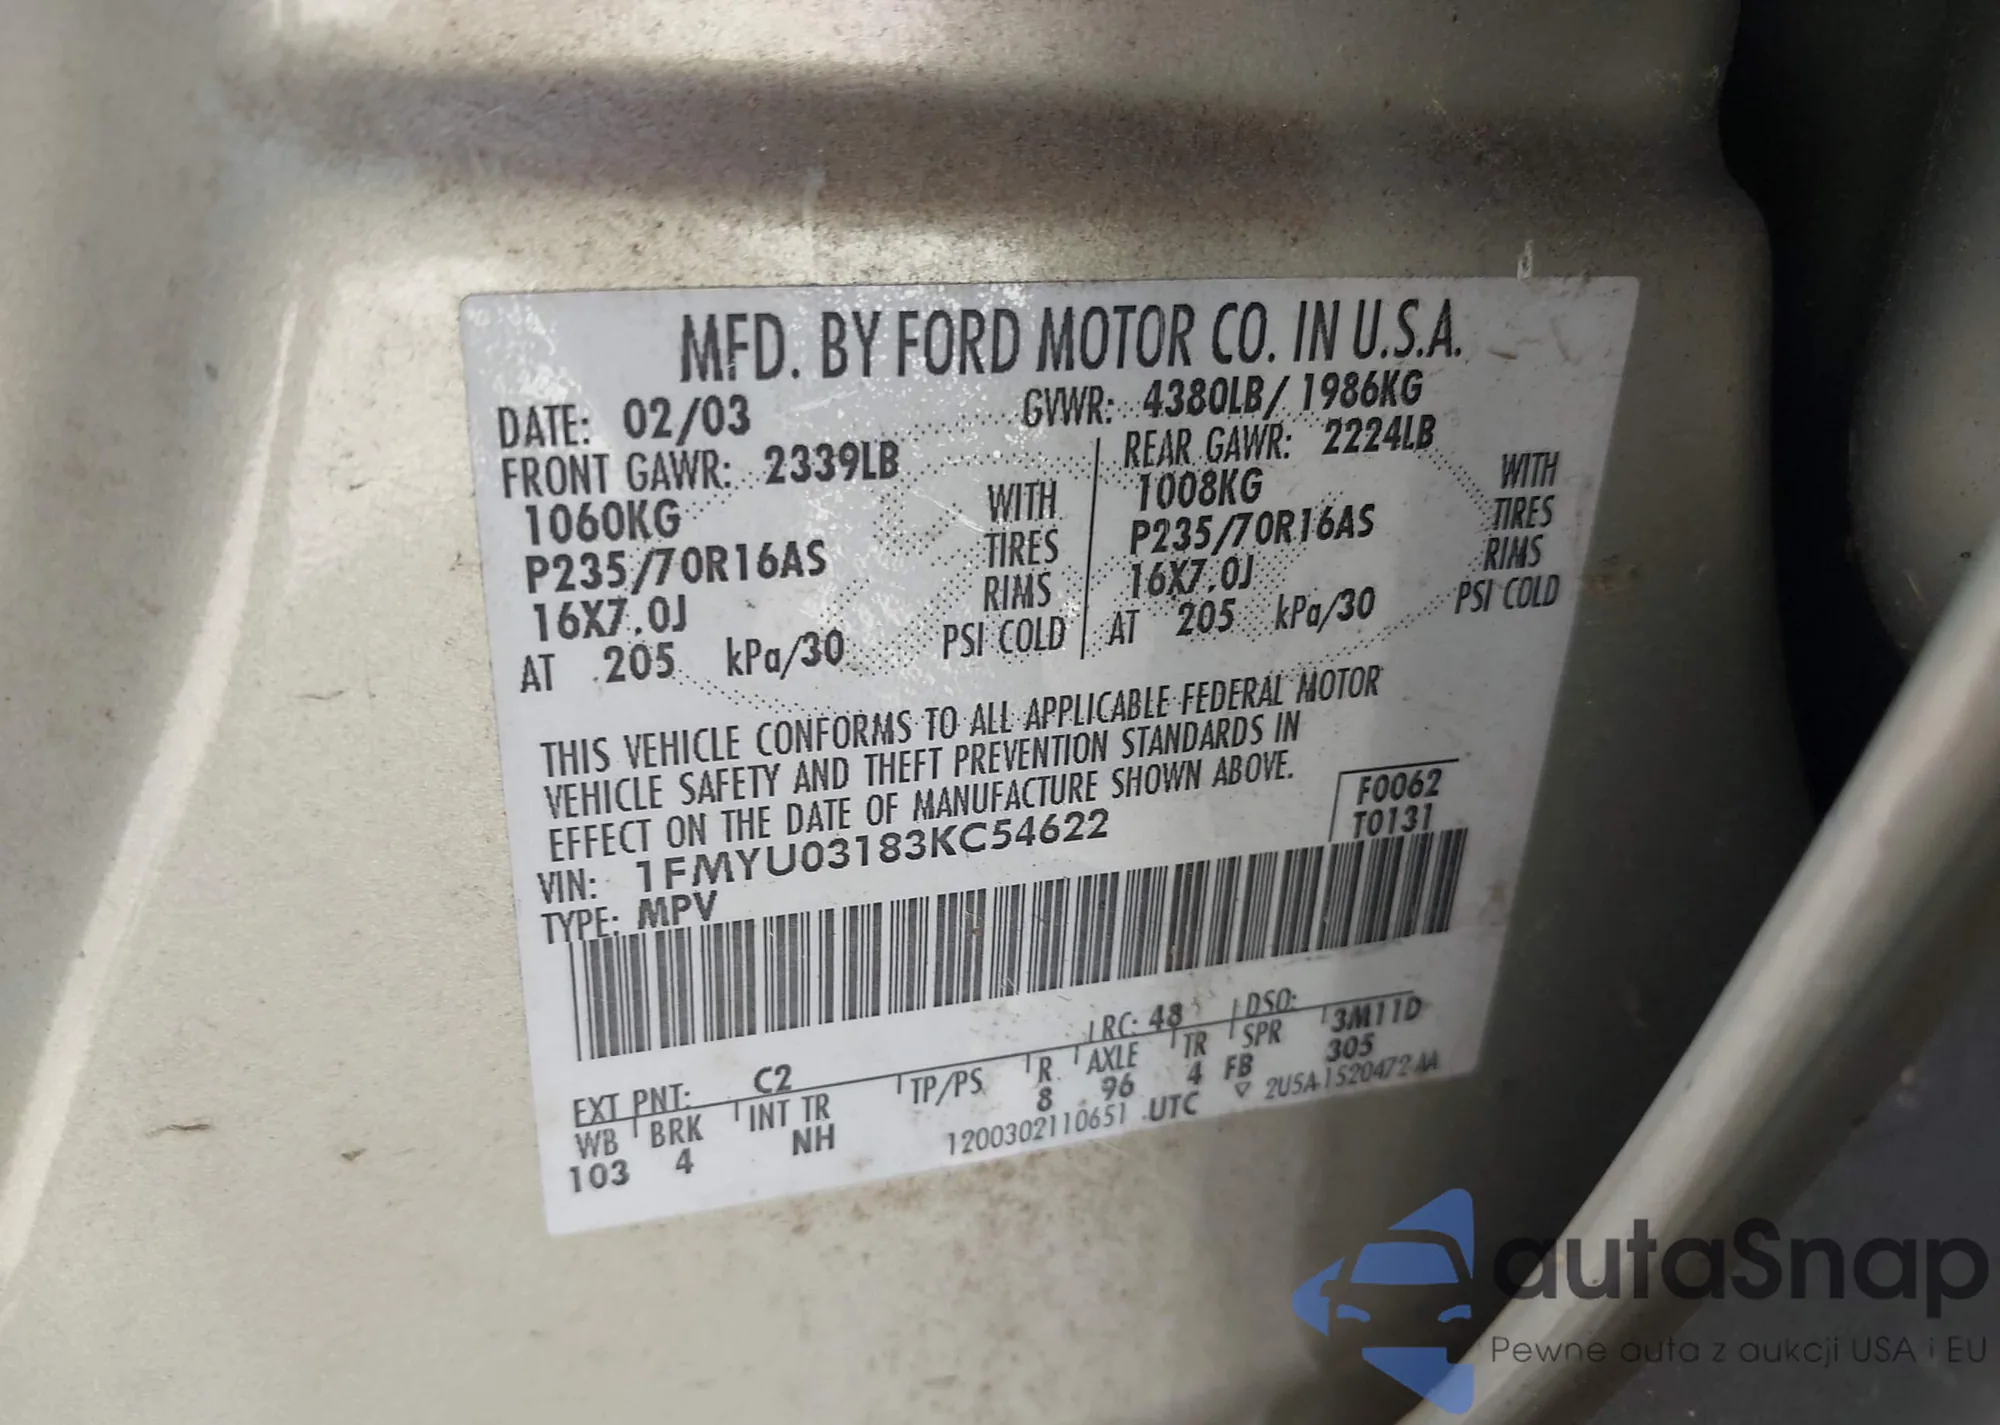 MFD. BY FORD MOTOR CO. IN U.S.A.
DATE: 02/03 GVWR: 4380LB/ 1986KG
FRONT GAWR: 2339LB REAR GAWR: 2224LB
1060KG WITH 1008KG WITH
P235/70R16AS TIRES P235/70R16AS TIRES
16X7.0J RIMS 16X7.0J RIMS
AT 205 kPa/30 PSI COLD AT 205 kPa/30 PSI COLD
THIS VEHICLE CONFORMS TO ALL APPLICABLE FEDERAL MOTOR
VEHICLE SAFETY AND THEFT PREVENTION STANDARDS IN
EFFECT ON THE DATE OF MANUFACTURE SHOWN ABOVE.
F0062
T0131
VIN: 1FMYU03183KC54622
TYPE: MPV
EXT PNT: C2 RC: 48 DSO:
WB BRK INT TR TP/PS R AXLE TR SPR 3M11D
103 4 NH 8 96 4 FB 305
1200302110651 UTC 2U5A-1520472-AA
autaSnap
Pewne auta z aukcji USA i EU